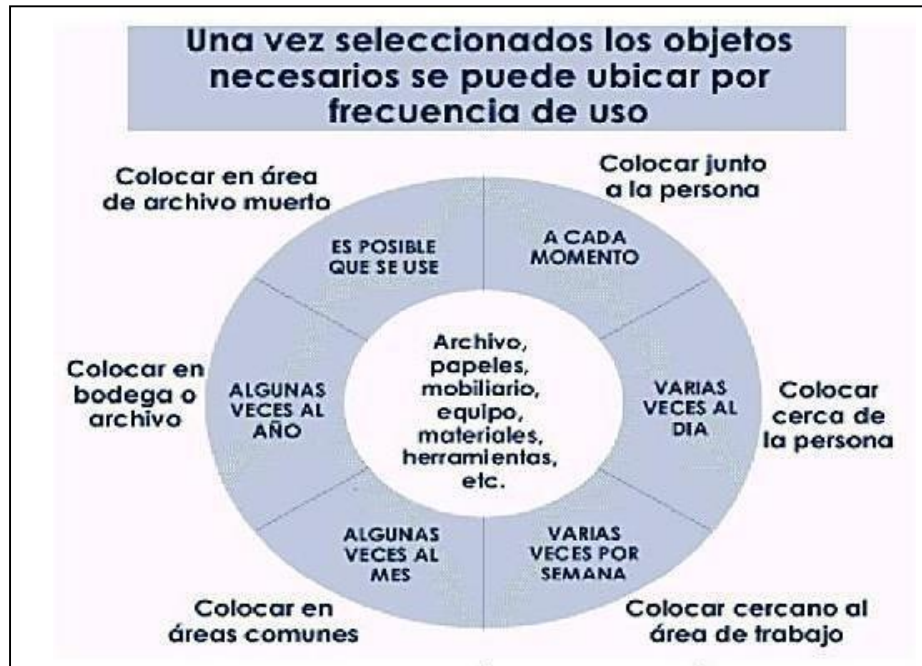 Una vez seleccionados los objetos
necesarios se puede ubicar por
frecuencia de uso
Colocar junto
a la persona
A CADA
MOMENTO
Colocar
cerca de
la persona
VARIAS
VECES AL
DIA
Colocar cercano al
área de trabajo
VARIAS
VECES POR
SEMANA
Colocar en
áreas comunes
ALGUNAS
VECES AL
MES
Colocar en
bodega o
archivo
ALGUNAS
VECES AL
AÑO
Colocar en área
de archivo muerto
ES POSIBLE
QUE SE USE
Archivo,
papeles,
mobiliario,
equipo,
materiales,
herramientas,
etc.